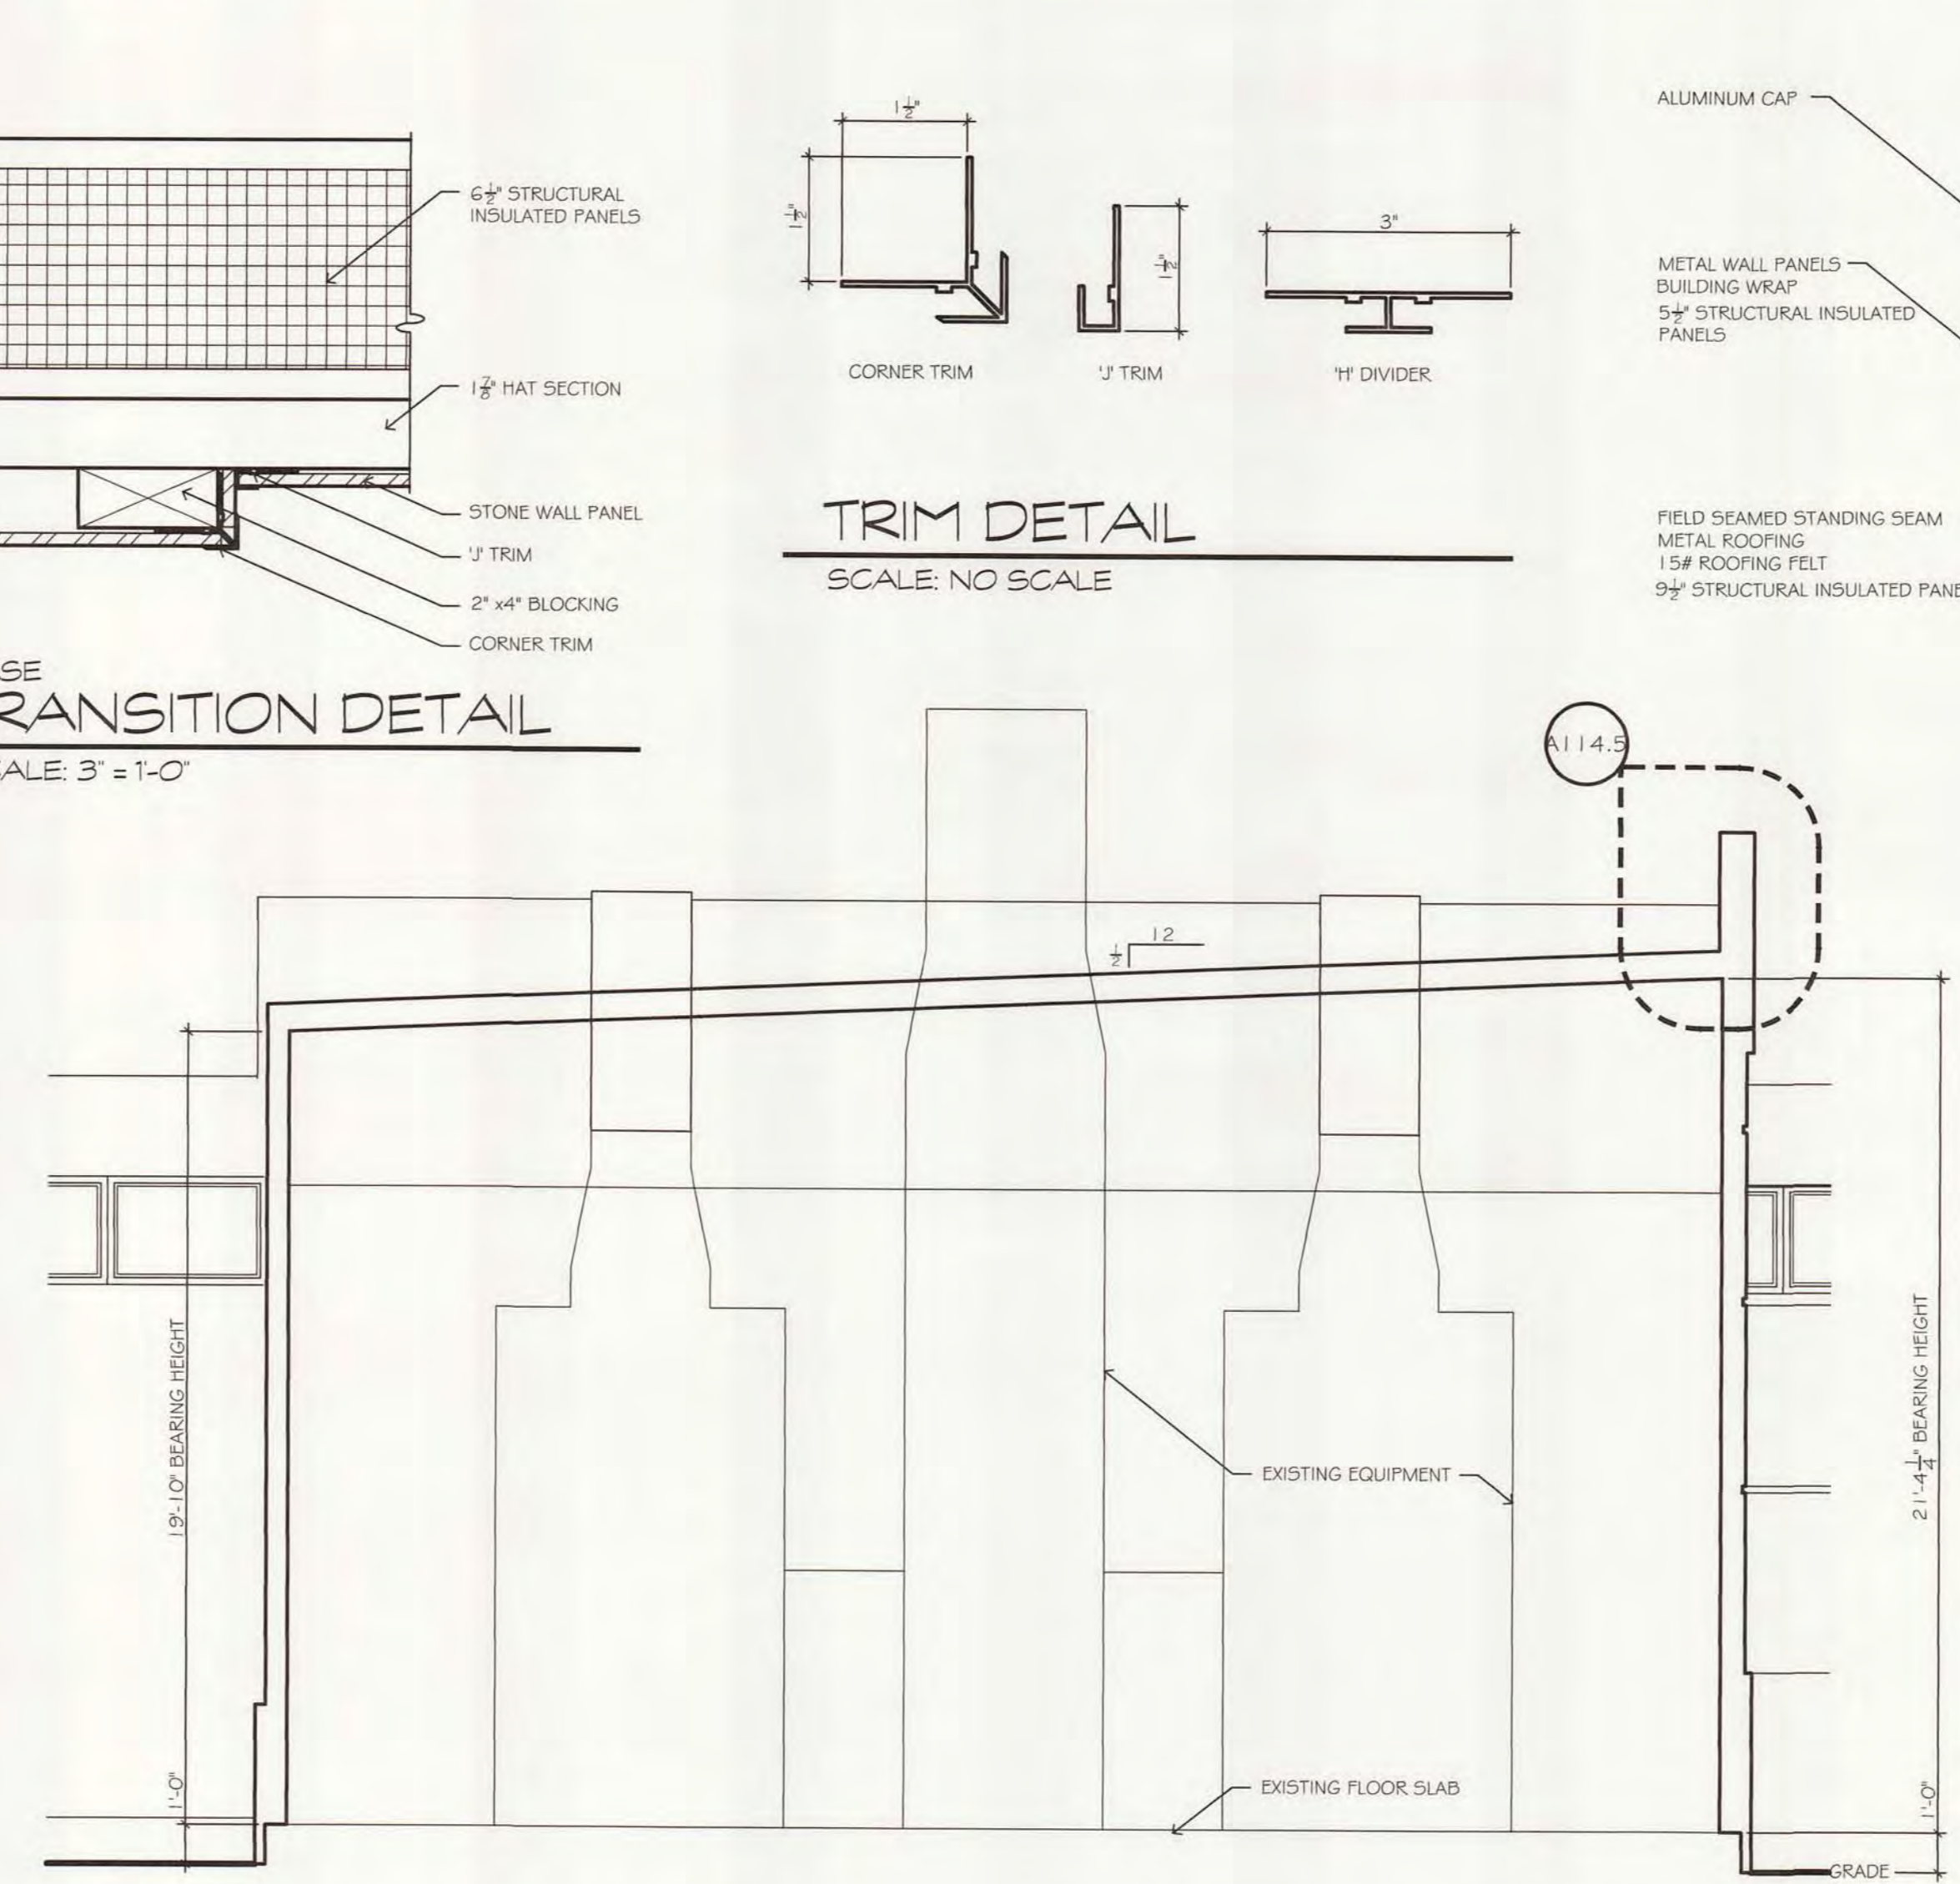 6½" STRUCTURAL
INSULATED PANELS
1⅞" HAT SECTION
STONE WALL PANEL
'J' TRIM
2" x4" BLOCKING
CORNER TRIM
SE
RANSITION DETAIL
ALE: 3" = 1'-0"
1½"
1½"
1½"
3"
CORNER TRIM
'J' TRIM
'H' DIVIDER
TRIM DETAIL
SCALE: NO SCALE
ALUMINUM CAP
METAL WALL PANELS
BUILDING WRAP
5½" STRUCTURAL INSULATED
PANELS
FIELD SEAMED STANDING SEAM
METAL ROOFING
15# ROOFING FELT
9½" STRUCTURAL INSULATED PANE
A114.5
12
½
19'-10" BEARING HEIGHT
21'-4¼" BEARING HEIGHT
EXISTING EQUIPMENT
EXISTING FLOOR SLAB
1'-0"
1'-0"
GRADE